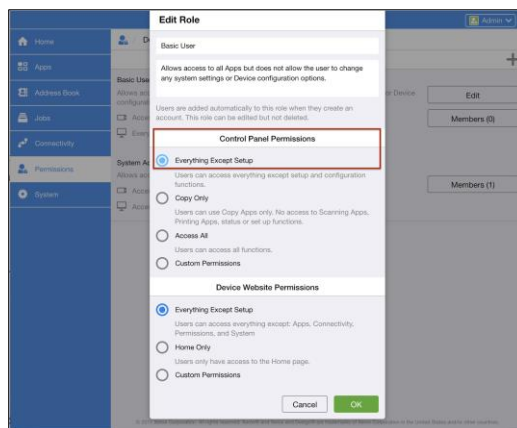 Edit Role
Admin
Home
Apps
Address Book
Jobs
Connectivity
Permissions
System
Basic User
Allows access to all Apps but does not allow the user to change
any system settings or Device configuration options.
Users are added automatically to this role when they create an
account. This role can be edited but not deleted.
Control Panel Permissions
Everything Except Setup
Users can access everything except setup and configuration
functions.
Copy Only
Users can use Copy Apps only. No access to Scanning Apps,
Printing Apps, status or set up functions.
Access All
Users can access all functions.
Custom Permissions
Device Website Permissions
Everything Except Setup
Users can access everything except: Apps, Connectivity,
Permissions, and System
Home Only
Users only have access to the Home page.
Custom Permissions
Cancel
OK
Device
Edit
Members (0)
Members (1)